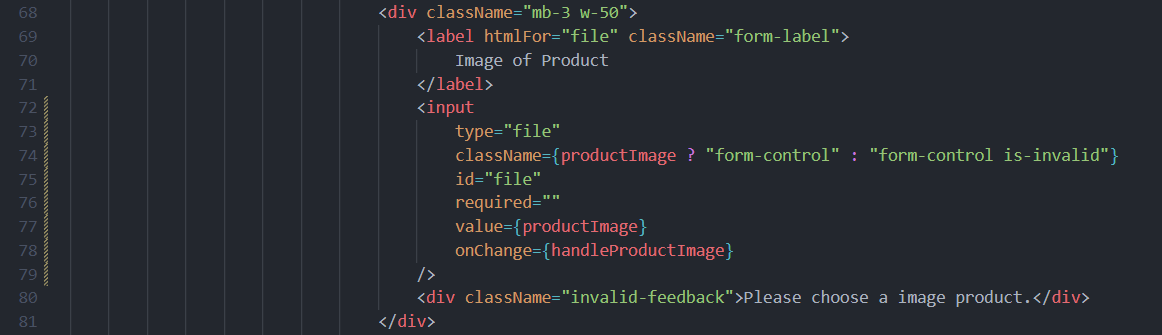 68 <div className="mb-3 w-50">
69 <label htmlFor="file" className="form-label">
70 Image of Product
71 </label>
72 <input
73 type="file"
74 className={productImage ? "form-control" : "form-control is-invalid"}
75 id="file"
76 required=""
77 value={productImage}
78 onChange={handleProductImage}
79 />
80 <div className="invalid-feedback">Please choose a image product.</div>
81 </div>